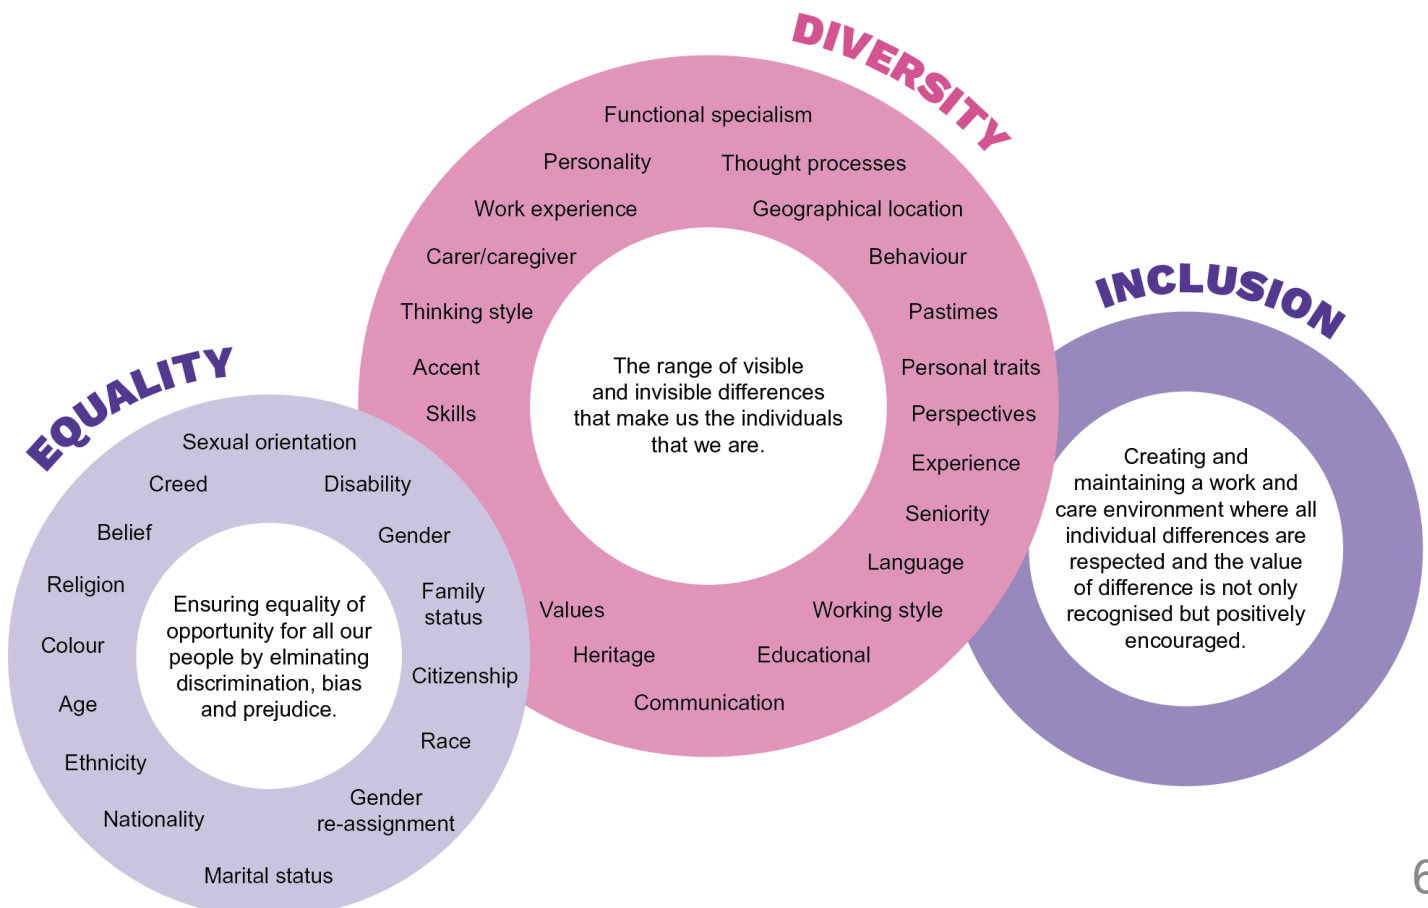 DIVERSITY
Functional specialism
Personality
Thought processes
Work experience
Geographical location
Carer/caregiver
Behaviour
Thinking style
Pastimes
Accent
Personal traits
Skills
Perspectives
Experience
Seniority
Language
Values
Working style
Heritage
Educational
Communication
The range of visible
and invisible differences
that make us the individuals
that we are.
INCLUSION
Creating and
maintaining a work and
care environment where all
individual differences are
respected and the value
of difference is not only
recognised but positively
encouraged.
EQUALITY
Sexual orientation
Creed
Disability
Belief
Gender
Religion
Family
status
Colour
Citizenship
Age
Race
Ethnicity
Gender
re-assignment
Nationality
Marital status
Ensuring equality of
opportunity for all our
people by elminating
discrimination, bias
and prejudice.
6